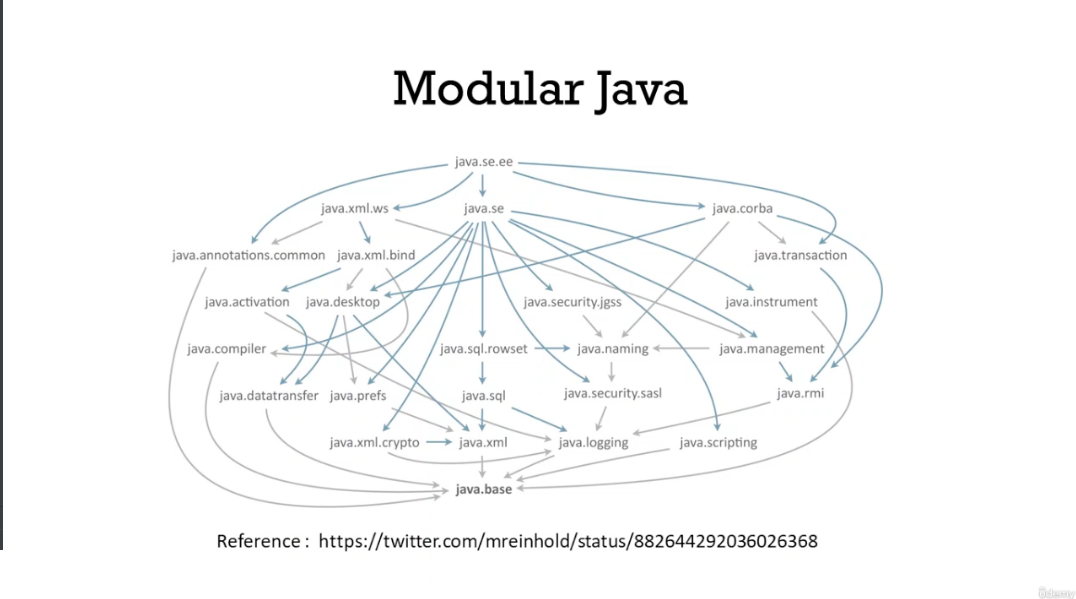 Modular Java
java.se.ee
java.xml.ws java.se java.corba
java.annotations.common java.xml.bind java.transaction
java.activation java.desktop java.security.jgss java.instrument
java.compiler java.sql.rowset java.naming java.management
java.datatransfer java.prefs java.sql java.security.sasl java.rmi
java.xml.crypto java.xml java.logging java.scripting
java.base
Reference : https://twitter.com/mreinhold/status/882644292036026368
ûdemy